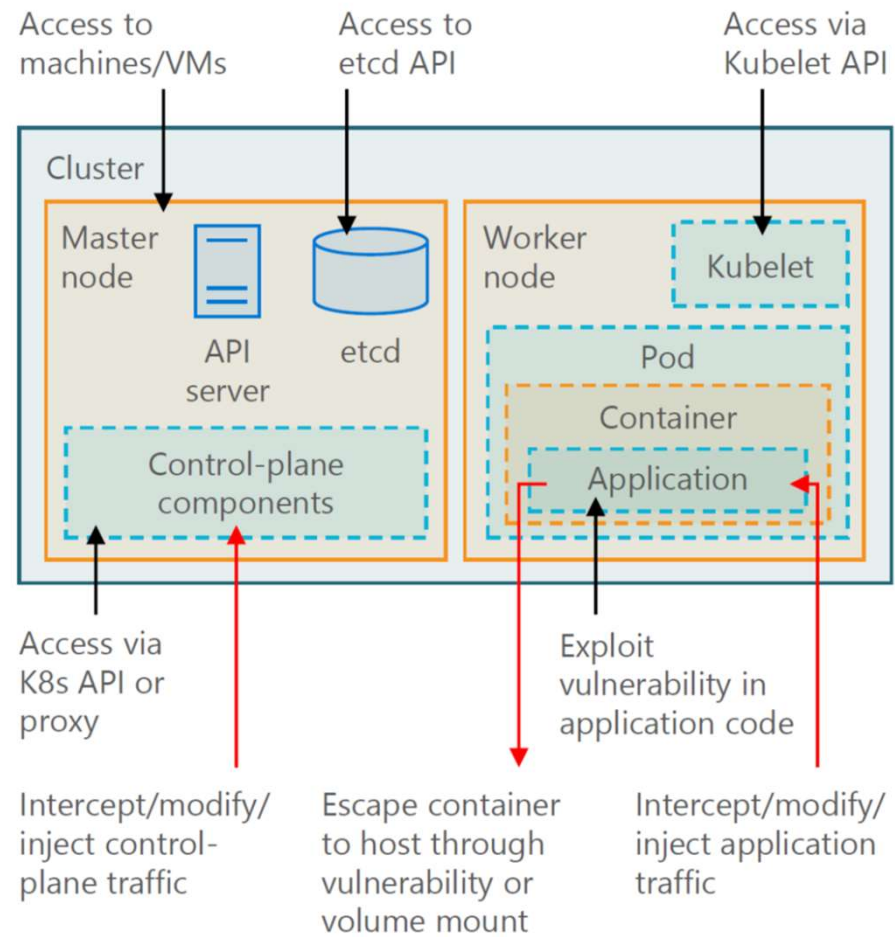 Access to
machines/VMs
Access to
etcd API
Access via
Kubelet API
Cluster
Master
node
API
server
etcd
Control-plane
components
Worker
node
Kubelet
Pod
Container
Application
Access via
K8s API or
proxy
Exploit
vulnerability in
application code
Intercept/modify/
inject control-
plane traffic
Escape container
to host through
vulnerability or
volume mount
Intercept/modify/
inject application
traffic